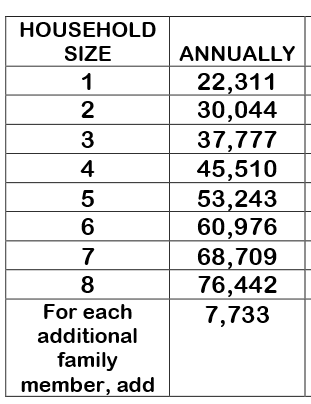 HOUSEHOLD
SIZE ANNUALLY
1 22,311
2 30,044
3 37,777
4 45,510
5 53,243
6 60,976
7 68,709
8 76,442
For each 7,733
additional
family
member, add